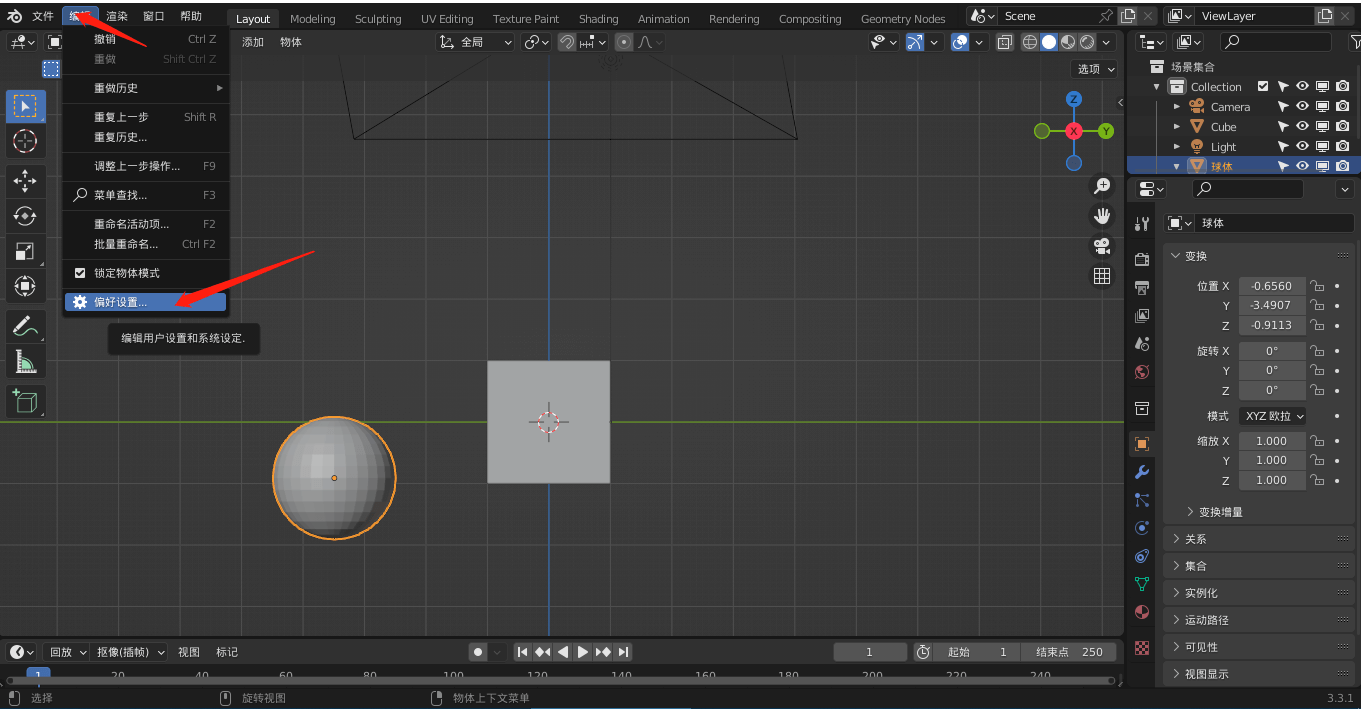 文件 编辑 渲染 窗口 帮助 Layout Modeling Sculpting UV Editing Texture Paint Shading Animation Rendering Compositing Geometry Nodes Scene ViewLayer
添加 物体 全局
选项
撤销 Ctrl Z
重做 Shift Ctrl Z
重做历史
重复上一步 Shift R
重复历史...
调整上一步操作... F9
菜单查找... F3
重命名活动项... F2
批量重命名... Ctrl F2
锁定物体模式
偏好设置...
编辑用户设置和系统设定.
Z
X
Y
场景集合
Collection
Camera
Cube
Light
球体
球体
变换
位置 X -0.6560
Y -3.4907
Z -0.9113
旋转 X 0°
Y 0°
Z 0°
模式 XYZ 欧拉
缩放 X 1.000
Y 1.000
Z 1.000
变换增量
关系
集合
实例化
运动路径
可见性
视图显示
回放 抠像(插帧) 视图 标记 1 起始 1 结束点 250
1 20 40 60 80 100 120 140 160 180 200 220 240
选择 旋转视图 物体上下文菜单 3.3.1